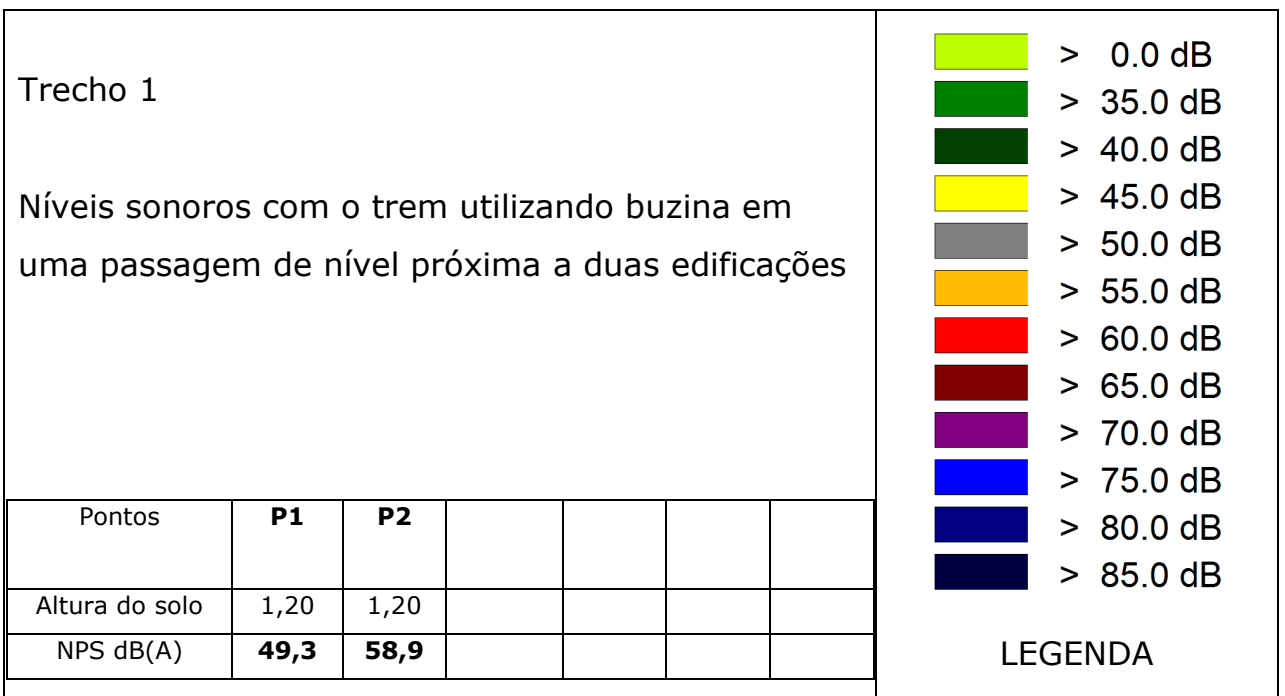 Trecho 1
Níveis sonoros com o trem utilizando buzina em
uma passagem de nível próxima a duas edificações
Pontos P1 P2
Altura do solo 1,20 1,20
NPS dB(A) 49,3 58,9
> 0.0 dB
> 35.0 dB
> 40.0 dB
> 45.0 dB
> 50.0 dB
> 55.0 dB
> 60.0 dB
> 65.0 dB
> 70.0 dB
> 75.0 dB
> 80.0 dB
> 85.0 dB
LEGENDA